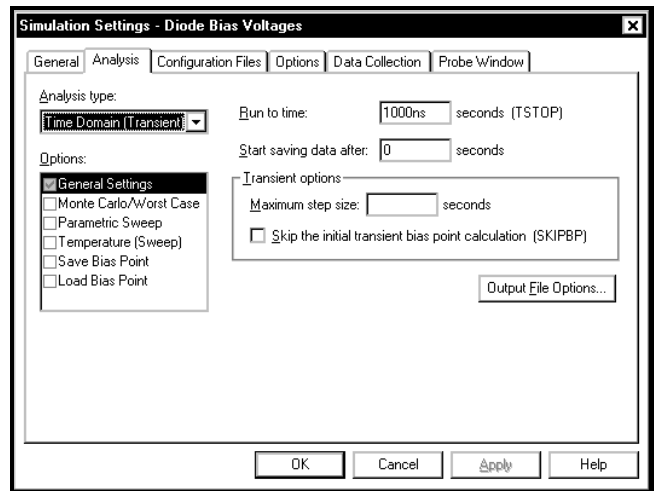 Simulation Settings - Diode Bias Voltages
General Analysis Configuration Files Options Data Collection Probe Window
Analysis type:
Time Domain (Transient)
Options:
General Settings
Monte Carlo/Worst Case
Parametric Sweep
Temperature (Sweep)
Save Bias Point
Load Bias Point
Run to time: 1000ns seconds (TSTOP)
Start saving data after: 0 seconds
Transient options
Maximum step size: seconds
Skip the initial transient bias point calculation (SKIPBP)
Output File Options...
OK Cancel Apply Help